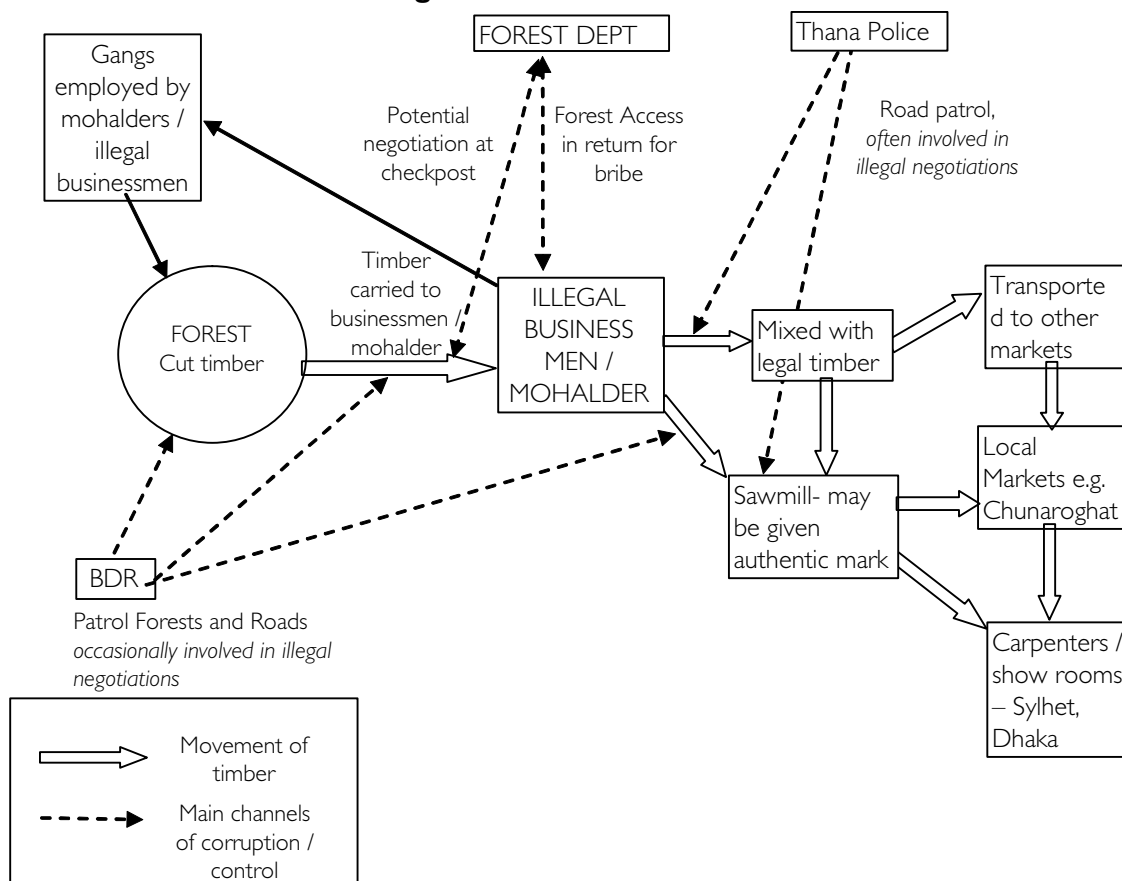 FOREST DEPT
Thana Police
Gangs
employed by
mohalders /
illegal
businessmen
Potential
negotiation at
checkpost
Forest Access
in return for
bribe
Road patrol,
often involved in
illegal negotiations
Timber
carried to
businessmen /
mohalder
FOREST
Cut timber
ILLEGAL
BUSINESS
MEN /
MOHALDER
Mixed with
legal timber
Transporte
d to other
markets
Local
Markets e.g.
Chunaroghat
Sawmill- may
be given
authentic mark
BDR
Patrol Forests and Roads
occasionally involved in illegal
negotiations
Carpenters /
show rooms
– Sylhet,
Dhaka
Movement of
timber
Main channels
of corruption /
control